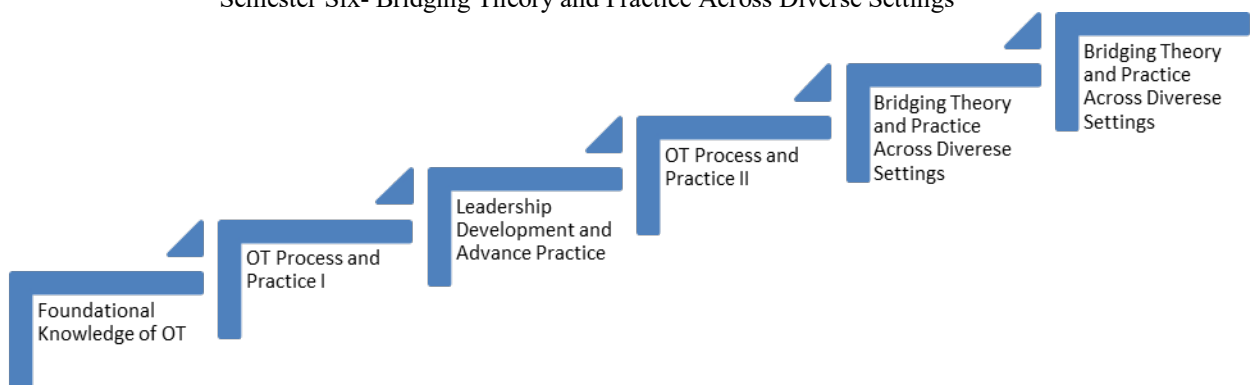 Semester Six- Bridging Theory and Practice Across Diverse Settings
Foundational
Knowledge of OT
OT Process and
Practice I
Leadership
Development and
Advance Practice
OT Process and
Practice II
Bridging Theory
and Practice
Across Diverese
Settings
Bridging Theory
and Practice
Across Diverese
Settings